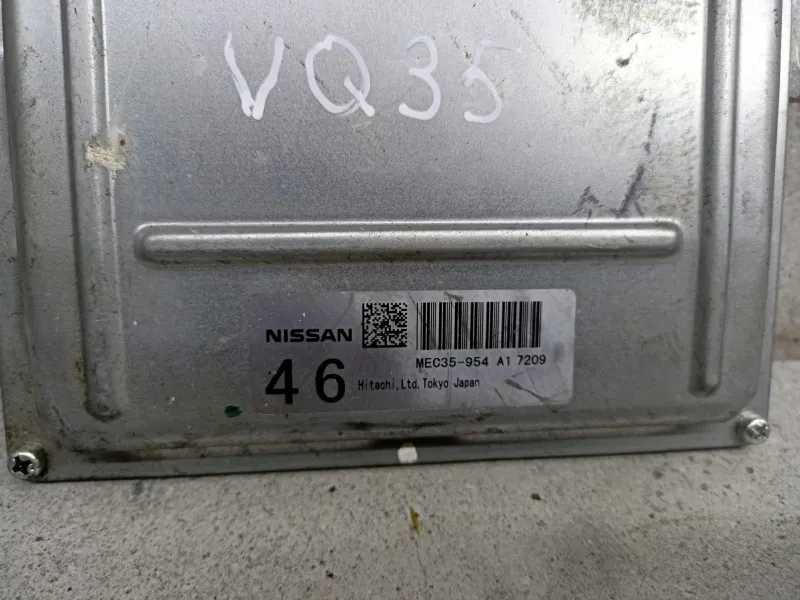 VQ35
NISSAN
46
MEC35-954 A1 7209
Hitachi,Ltd.Tokyo Japan